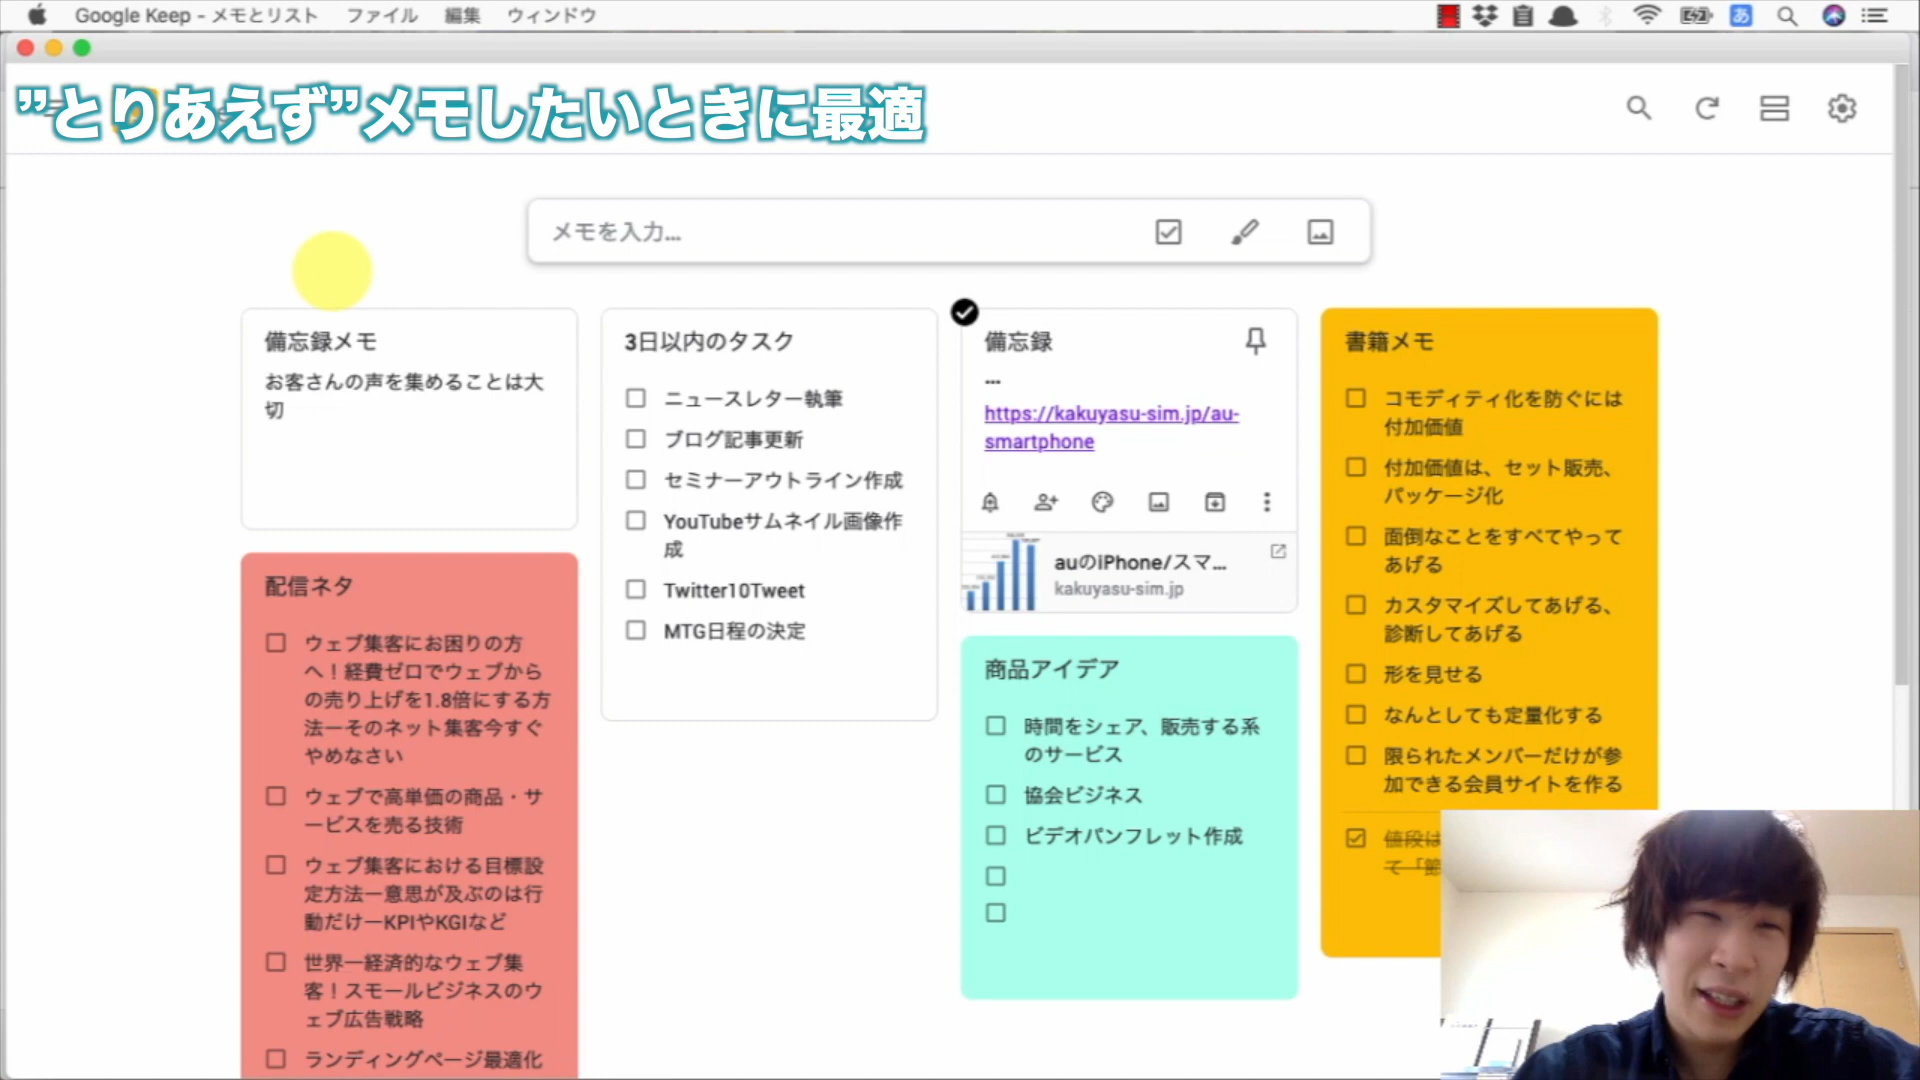 Google Keep - メモとリスト ファイル 編集 ウィンドウ
あ
”とりあえず”メモしたいときに最適
メモを入力...
備忘録メモ
お客さんの声を集めることは大
切
配信ネタ
ウェブ集客にお困りの方
へ！経費ゼロでウェブから
の売り上げを1.8倍にする方
法ーそのネット集客今すぐ
やめなさい
ウェブで高単価の商品・サ
ービスを売る技術
ウェブ集客における目標設
定方法ー意思が及ぶのは行
動だけーKPIやKGIなど
世界一経済的なウェブ集
客！スモールビジネスのウ
ェブ広告戦略
ランディングページ最適化
3日以内のタスク
ニュースレター執筆
ブログ記事更新
セミナーアウトライン作成
YouTubeサムネイル画像作
成
Twitter10Tweet
MTG日程の決定
備忘録
...
https://kakuyasu-sim.jp/au-
smartphone
auのiPhone/スマ...
kakuyasu-sim.jp
商品アイデア
時間をシェア、販売する系
のサービス
協会ビジネス
ビデオパンフレット作成
書籍メモ
コモディティ化を防ぐには
付加価値
付加価値は、セット販売、
パッケージ化
面倒なことをすべてやって
あげる
カスタマイズしてあげる、
診断してあげる
形を見せる
なんとしても定量化する
限られたメンバーだけが参
加できる会員サイトを作る
値段は
て「節